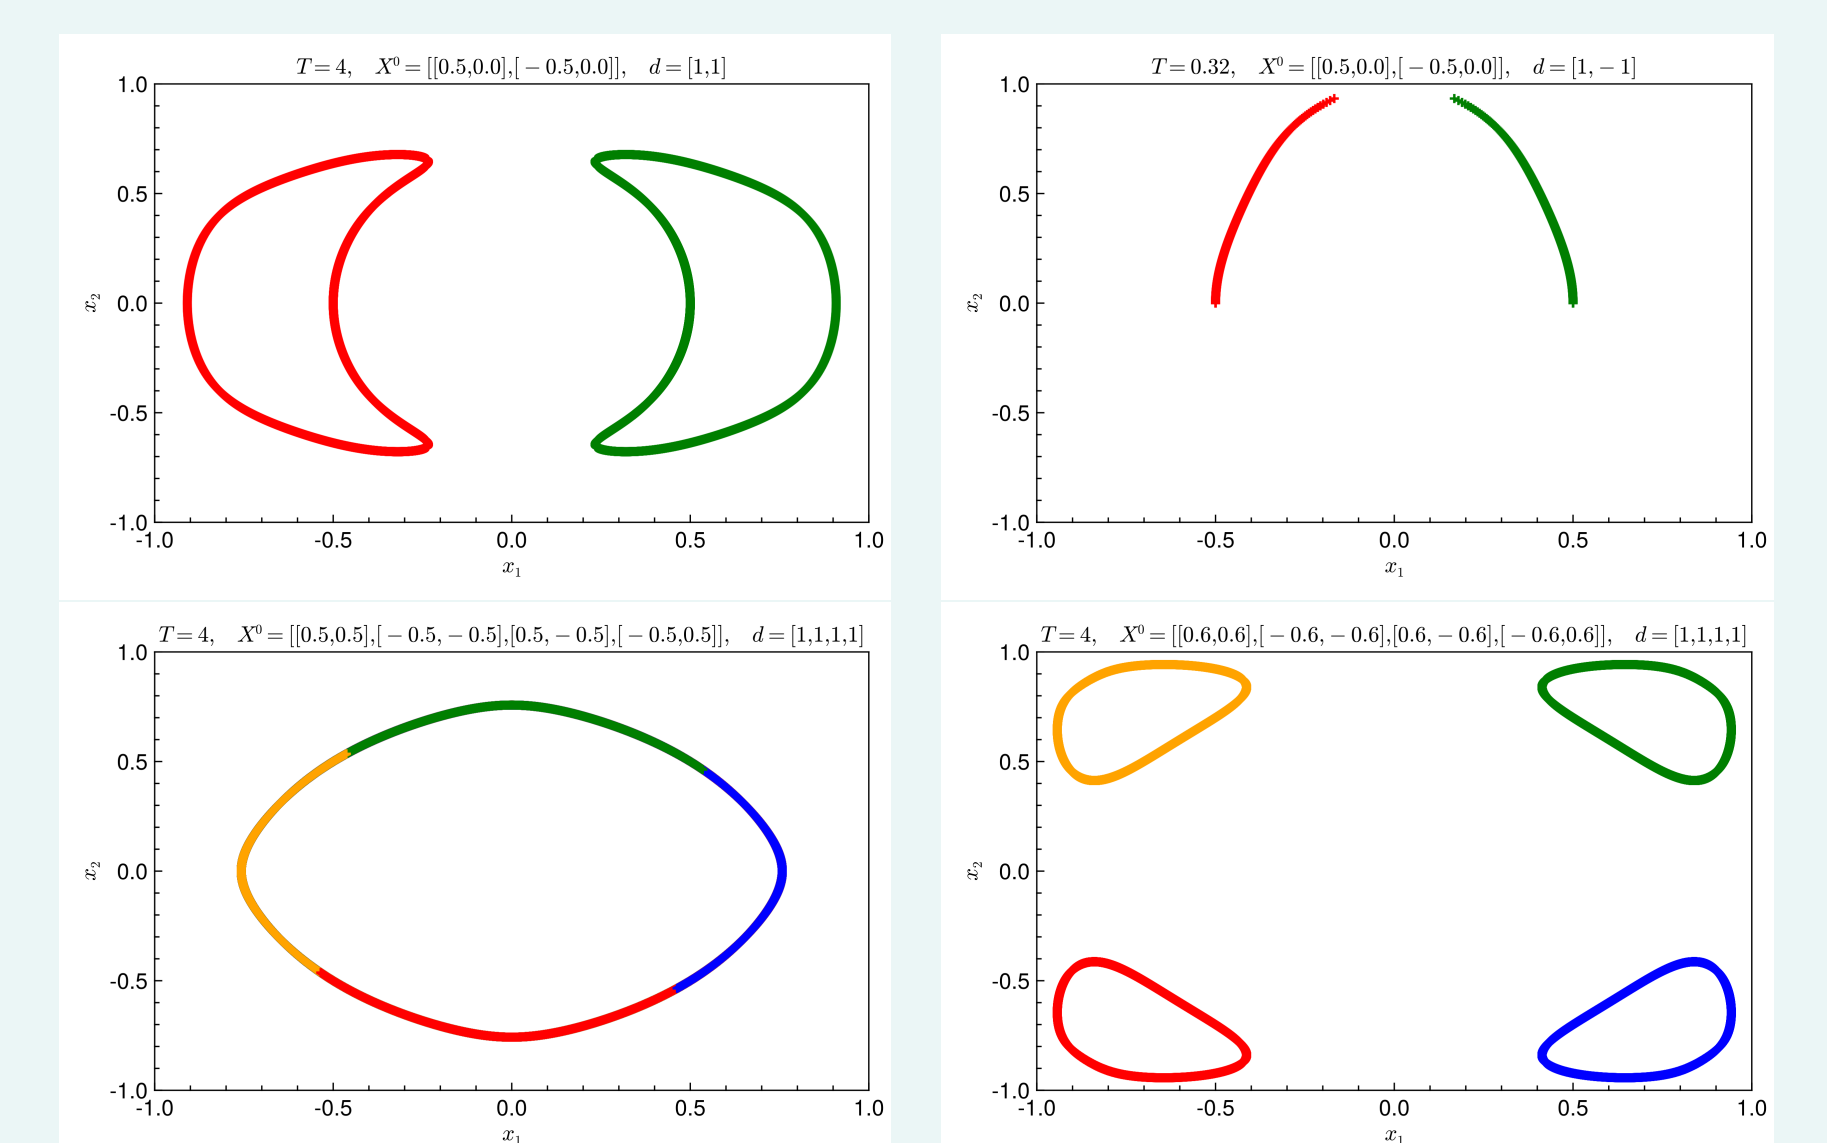 T = 4, X⁰ = [[0.5,0.0],[ − 0.5,0.0]], d = [1,1]
1.0
0.5
0.0
-0.5
-1.0
x₂
-1.0 -0.5 0.0 0.5 1.0
x₁
T = 0.32, X⁰ = [[0.5,0.0],[ − 0.5,0.0]], d = [1, − 1]
1.0
0.5
0.0
-0.5
-1.0
x₂
-1.0 -0.5 0.0 0.5 1.0
x₁
T = 4, X⁰ = [[0.5,0.5],[ − 0.5, − 0.5],[0.5, − 0.5],[ − 0.5,0.5]], d = [1,1,1,1]
1.0
0.5
0.0
-0.5
-1.0
x₂
-1.0 -0.5 0.0 0.5 1.0
x₁
T = 4, X⁰ = [[0.6,0.6],[ − 0.6, − 0.6],[0.6, − 0.6],[ − 0.6,0.6]], d = [1,1,1,1]
1.0
0.5
0.0
-0.5
-1.0
x₂
-1.0 -0.5 0.0 0.5 1.0
x₁